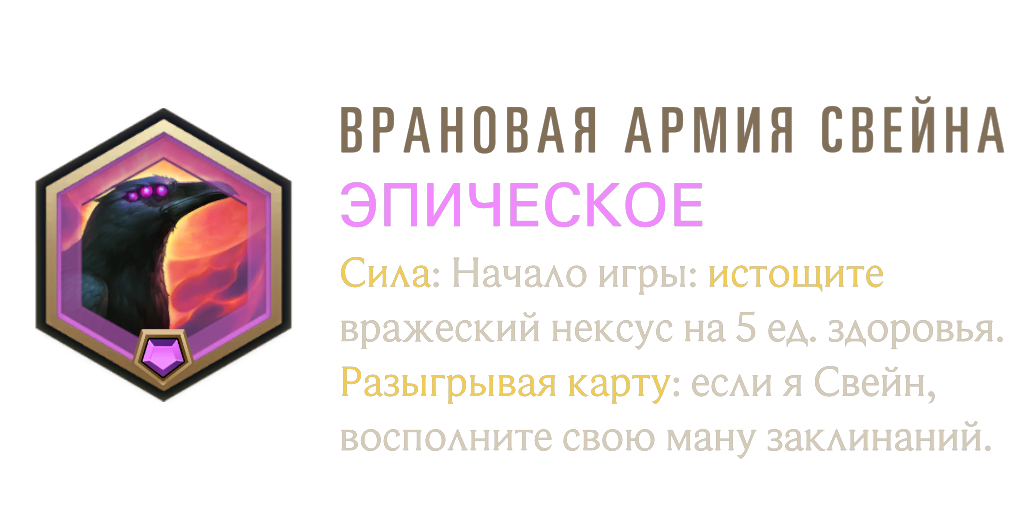 ВРАНОВАЯ АРМИЯ СВЕЙНА
ЭПИЧЕСКОЕ
Сила: Начало игры: истощите
вражеский нексус на 5 ед. здоровья.
Разыгрывая карту: если я Свейн,
восполните свою ману заклинаний.